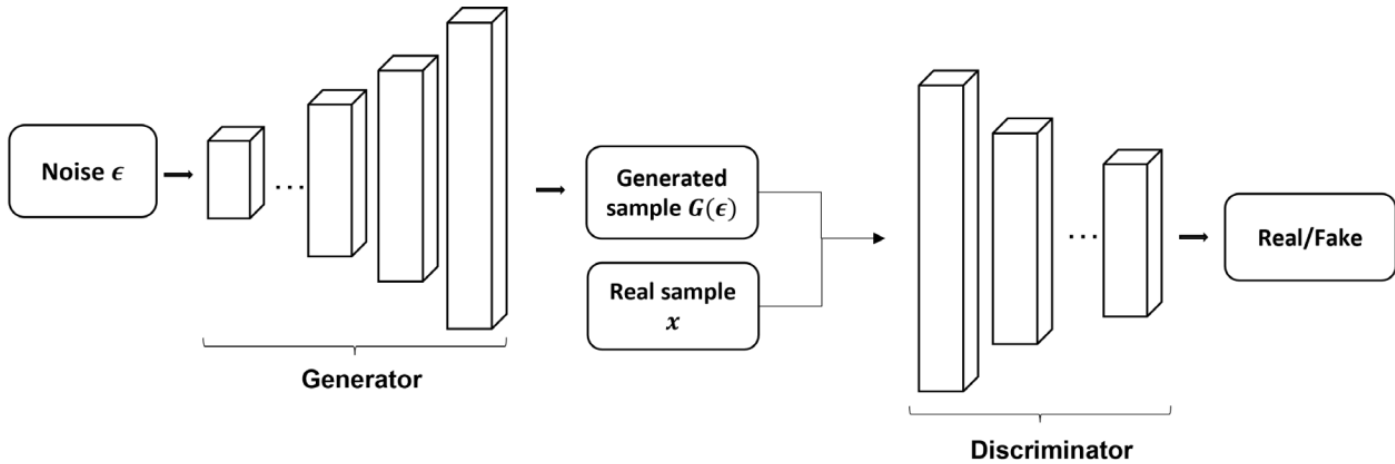 Noise ϵ
...
Generator
Generated
sample G(ϵ)
Real sample
x
...
Discriminator
Real/Fake